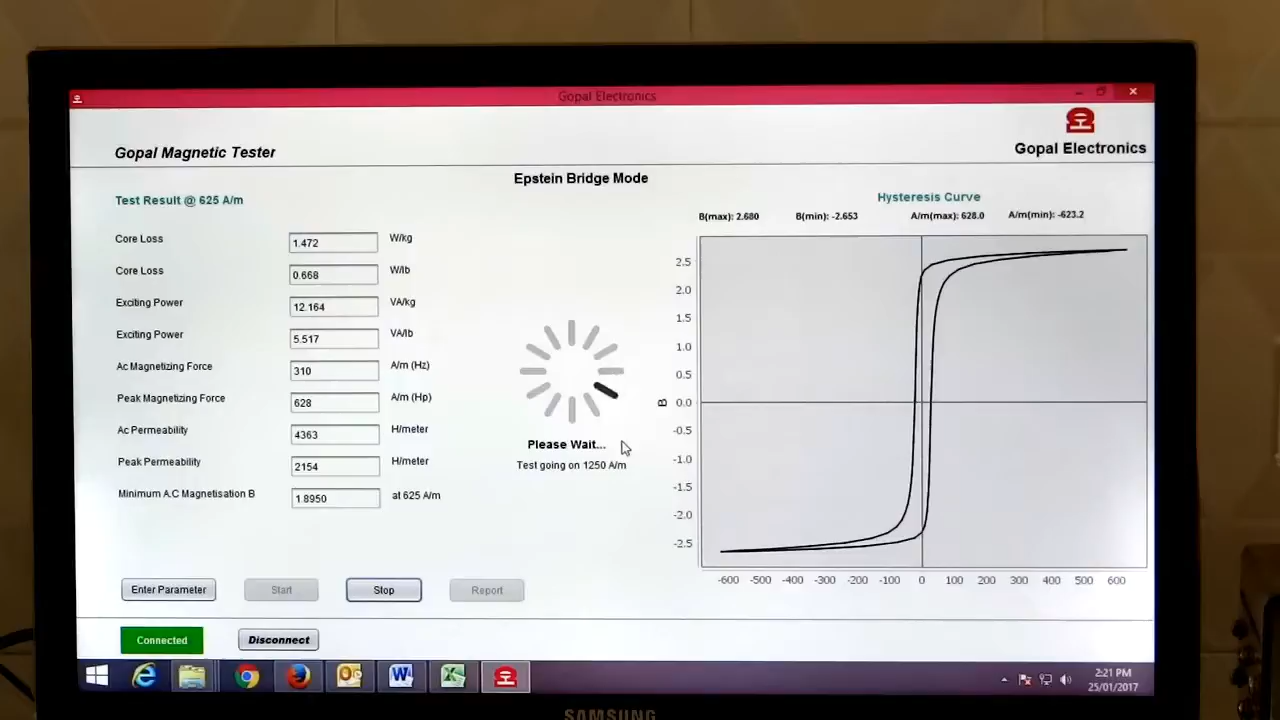 Gopal Electronics
Gopal Magnetic Tester
Gopal Electronics
Epstein Bridge Mode
Test Result @ 625 A/m
Hysteresis Curve
B(max): 2.680 B(min): -2.653 A/m(max): 628.0 A/m(min): -623.2
Core Loss 1.472 W/kg
Core Loss 0.668 W/lb
Exciting Power 12.164 VA/kg
Exciting Power 5.517 VA/lb
Ac Magnetizing Force 310 A/m (Hz)
Peak Magnetizing Force 628 A/m (Hp)
Ac Permeability 4363 H/meter
Peak Permeability 2154 H/meter
Minimum A.C Magnetisation B 1.8950 at 625 A/m
Please Wait...
Test going on 1250 A/m
2.5
2.0
1.5
1.0
0.5
B 0.0
-0.5
-1.0
-1.5
-2.0
-2.5
-600 -500 -400 -300 -200 -100 0 100 200 300 400 500 600
Enter Parameter Start Stop Report
Connected Disconnect
2:21 PM
25/01/2017
SAMSUNG